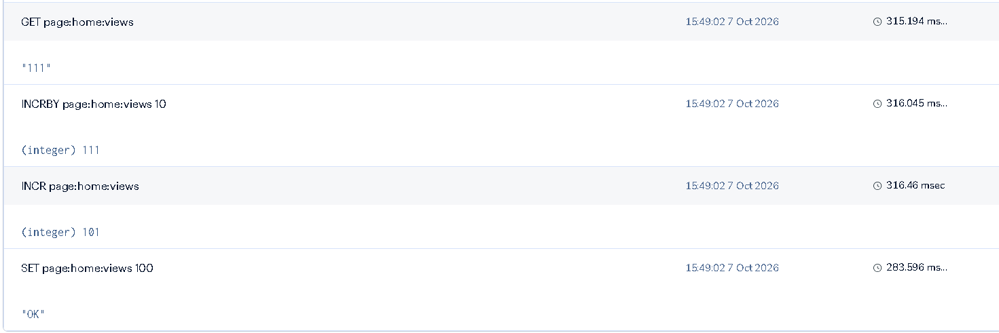 GET page:home:views 15:49:02 7 Oct 2026 315.194 ms...
"111"
INCRBY page:home:views 10 15:49:02 7 Oct 2026 316.045 ms...
(integer) 111
INCR page:home:views 15:49:02 7 Oct 2026 316.46 msec
(integer) 101
SET page:home:views 100 15:49:02 7 Oct 2026 283.596 ms...
"OK"